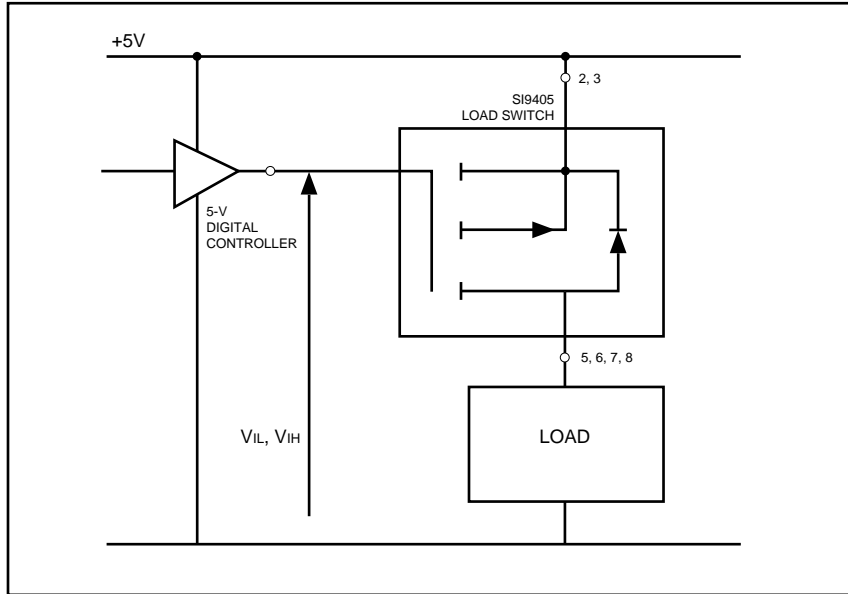 +5V
2, 3
SI9405
LOAD SWITCH
5-V
DIGITAL
CONTROLLER
5, 6, 7, 8
VIL, VIH
LOAD